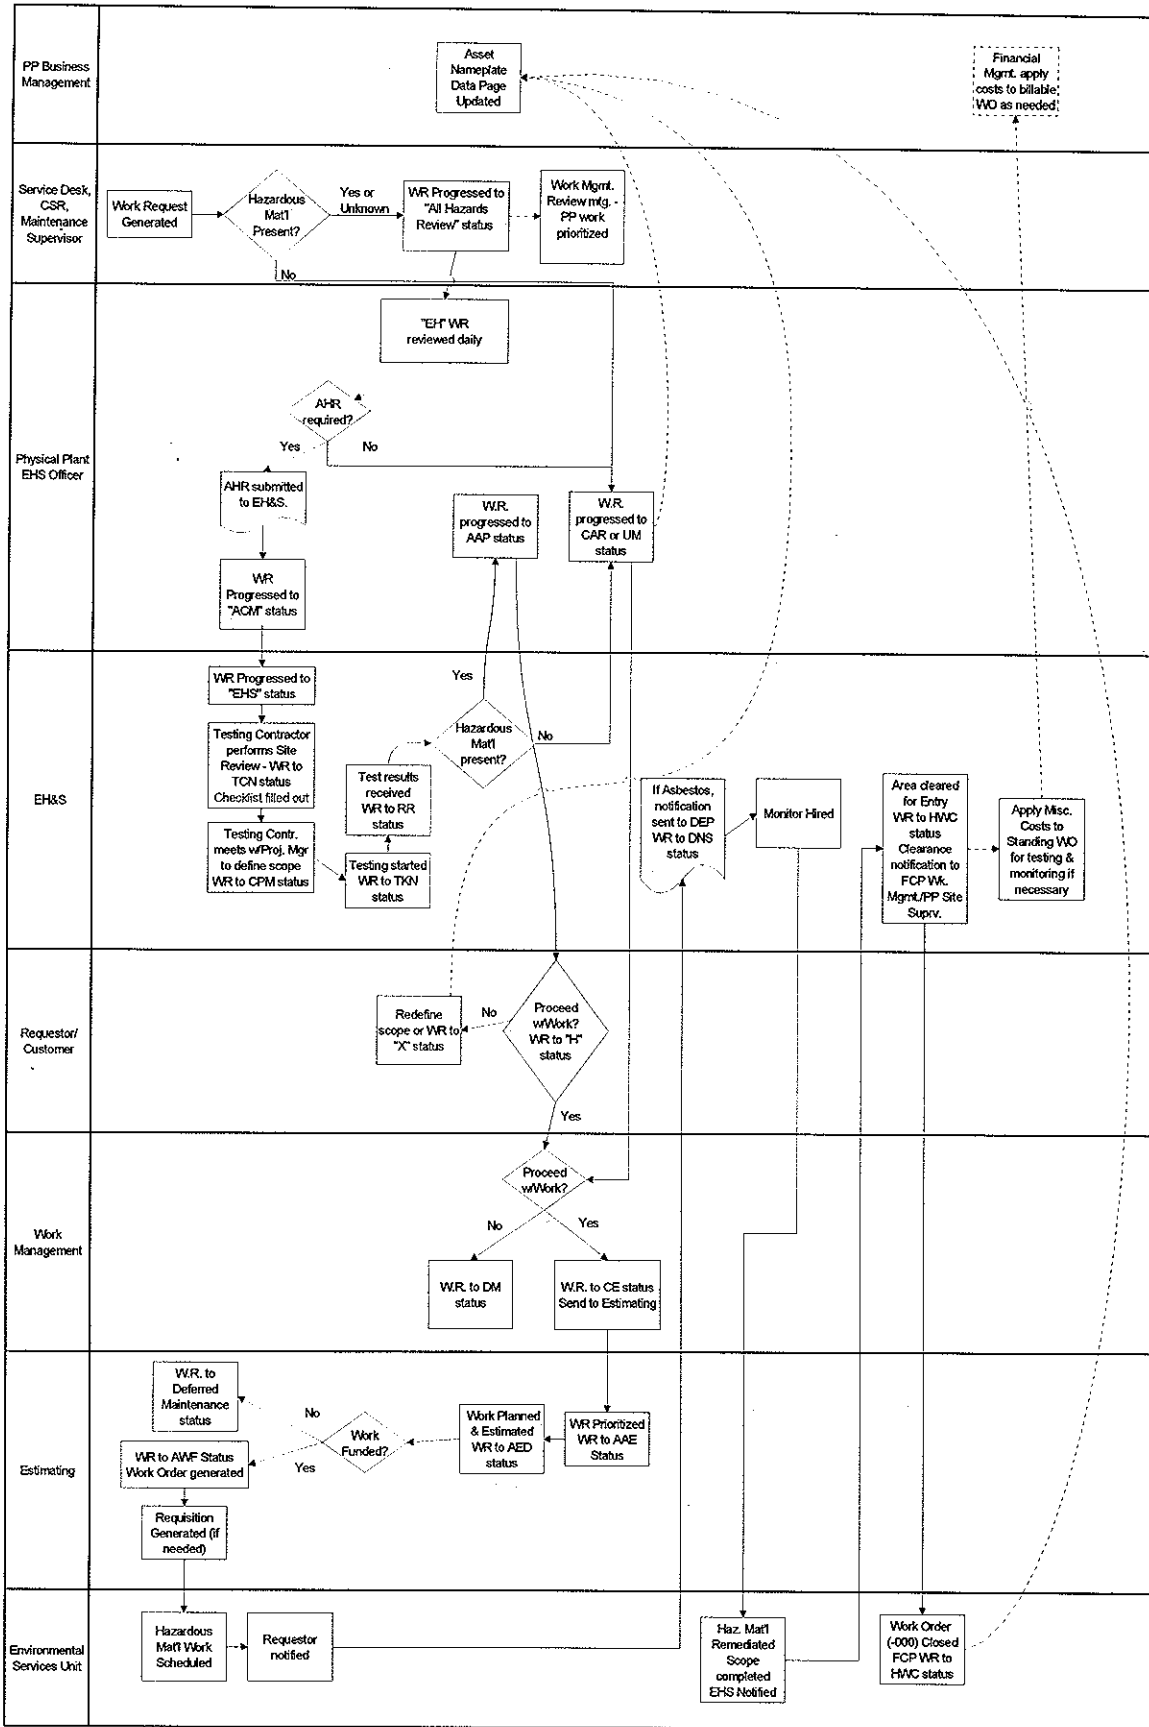 PP Business
Management
Asset
Nameplate
Data Page
Updated
Financial
Mgmt. apply
costs to billable
WO as needed
Service Desk,
CSR,
Maintenance
Supervisor
Work Request
Generated
Hazardous
Mat'l
Present?
Yes or
Unknown
No
WR Progressed to
"All Hazards
Review" status
Work Mgmt.
Review mtg. -
PP work
prioritized
Physical Plant
EHS Officer
"EH" WR
reviewed daily
AHR
required?
Yes
No
AHR submitted
to EH&S.
WR
Progressed to
"ACM" status
W.R.
progressed to
AAP status
W.R.
progressed to
CAR or UM
status
EH&S
WR Progressed to
"EHS" status
Testing Contractor
performs Site
Review - WR to
TCN status
Checklist filled out
Testing Contr.
meets w/Proj. Mgr
to define scope
WR to CPM status
Testing started
WR to TKN
status
Test results
received
WR to RR
status
Hazardous
Mat'l
present?
Yes
No
If Asbestos,
notification
sent to DEP
WR to DNS
status
Monitor Hired
Area cleared
for Entry
WR to HWC
status
Clearance
notification to
FCP Wk.
Mgmt./PP Site
Suprv.
Apply Misc.
Costs to
Standing WO
for testing &
monitoring if
necessary
Requestor/
Customer
Redefine
scope or WR to
"X" status
No
Proceed
w/Work?
WR to "H"
status
Yes
Work
Management
Proceed
w/Work?
No
Yes
W.R. to DM
status
W.R. to CE status
Send to Estimating
Estimating
W.R. to
Deferred
Maintenance
status
No
Work
Funded?
Yes
Work Planned
& Estimated
WR to AED
status
WR Prioritized
WR to AAE
Status
WR to AWF Status
Work Order generated
Requisition
Generated (if
needed)
Environmental
Services Unit
Hazardous
Mat'l Work
Scheduled
Requestor
notified
Haz. Mat'l
Remediated
Scope
completed
EHS Notified
Work Order
(-000) Closed
FCP WR to
HWC status